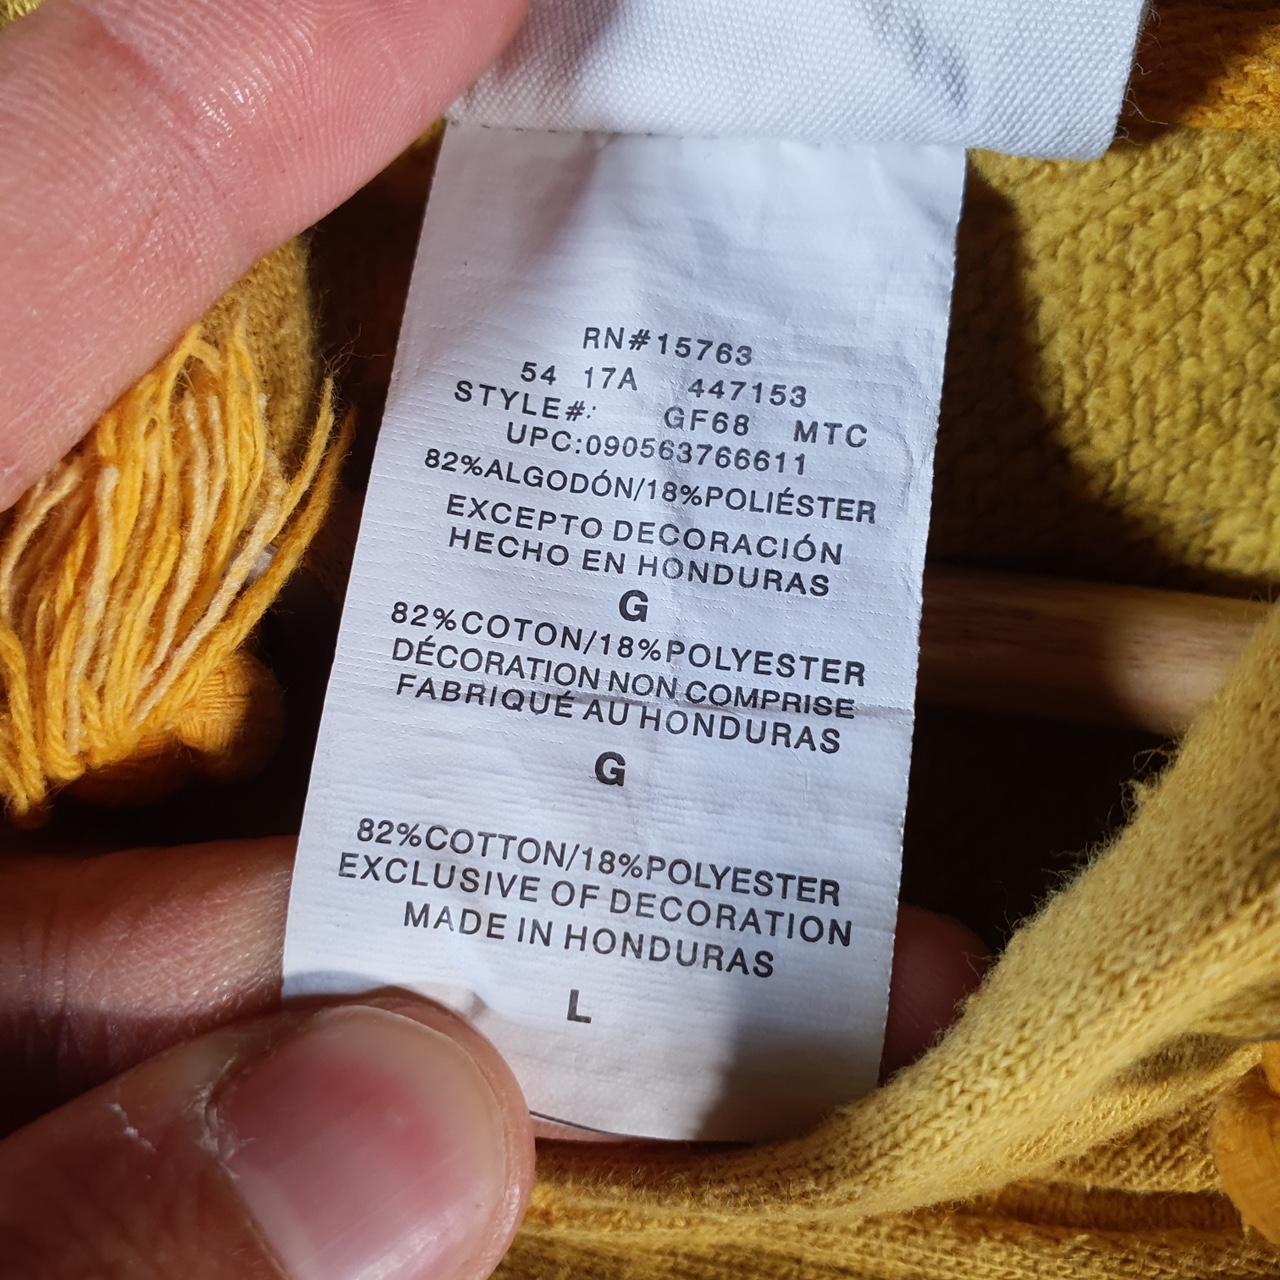 RN#15763
54 17A 447153
STYLE#: GF68 MTC
UPC:090563766611
82%ALGODÓN/18%POLIÉSTER
EXCEPTO DECORACIÓN
HECHO EN HONDURAS
G
82%COTON/18%POLYESTER
DÉCORATION NON COMPRISE
FABRIQUÉ AU HONDURAS
G
82%COTTON/18%POLYESTER
EXCLUSIVE OF DECORATION
MADE IN HONDURAS
L